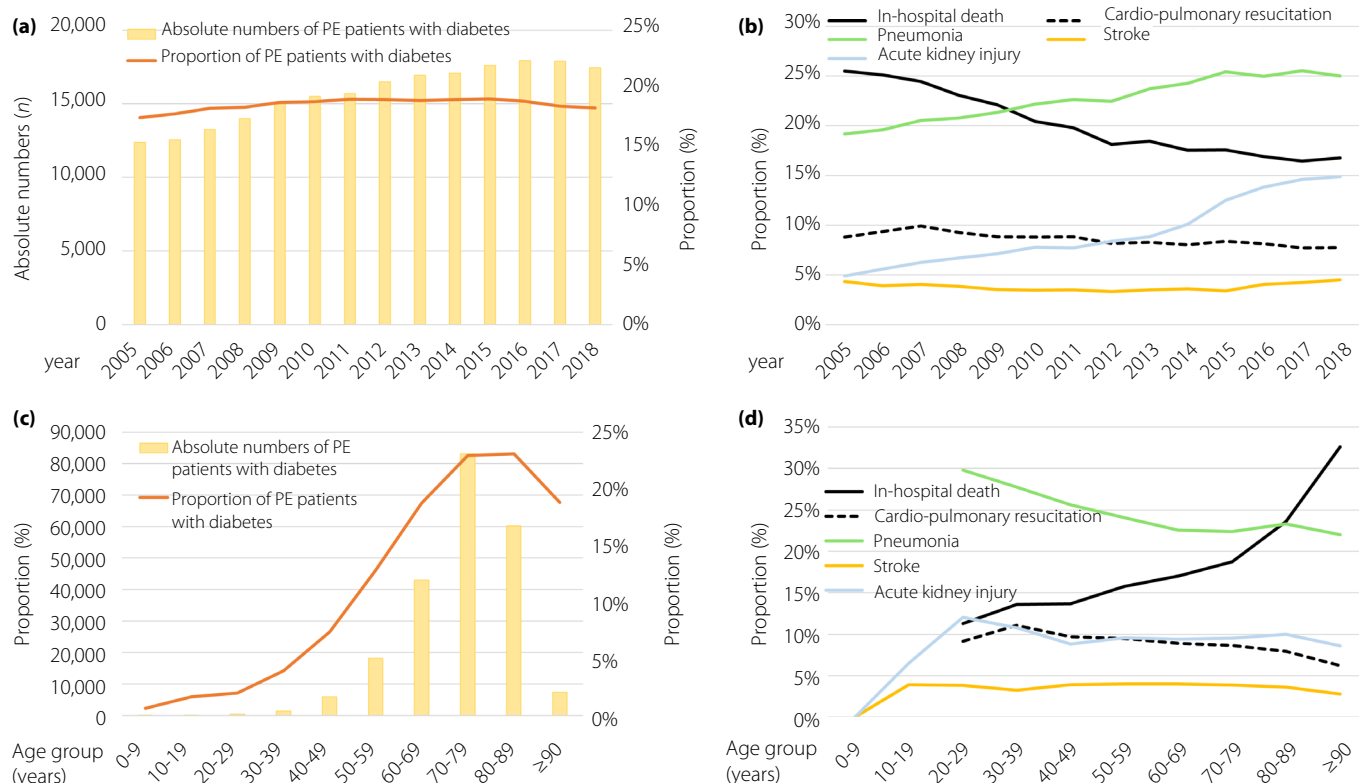 (a)
20,000
15,000
10,000
5,000
0
Absolute numbers (n)
Absolute numbers of PE patients with diabetes
Proportion of PE patients with diabetes
25%
20%
15%
10%
5%
0%
Proportion (%)
year
2005
2006
2007
2008
2009
2010
2011
2012
2013
2014
2015
2016
2017
2018
(b)
30%
25%
20%
15%
10%
5%
0%
Proportion (%)
In-hospital death
Cardio-pulmonary resucitation
Pneumonia
Stroke
Acute kidney injury
year
2005
2006
2007
2008
2009
2010
2011
2012
2013
2014
2015
2016
2017
2018
(c)
90,000
80,000
70,000
60,000
50,000
40,000
30,000
20,000
10,000
0
Proportion (%)
Absolute numbers of PE
patients with diabetes
Proportion of PE patients
with diabetes
25%
20%
15%
10%
5%
0%
Proportion (%)
Age group
(years)
0-9
10-19
20-29
30-39
40-49
50-59
60-69
70-79
80-89
≥90
(d)
35%
30%
25%
20%
15%
10%
5%
0%
Proportion (%)
In-hospital death
Cardio-pulmonary resucitation
Pneumonia
Stroke
Acute kidney injury
Age group
(years)
0-9
10-19
20-29
30-39
40-49
50-59
60-69
70-79
80-89
≥90